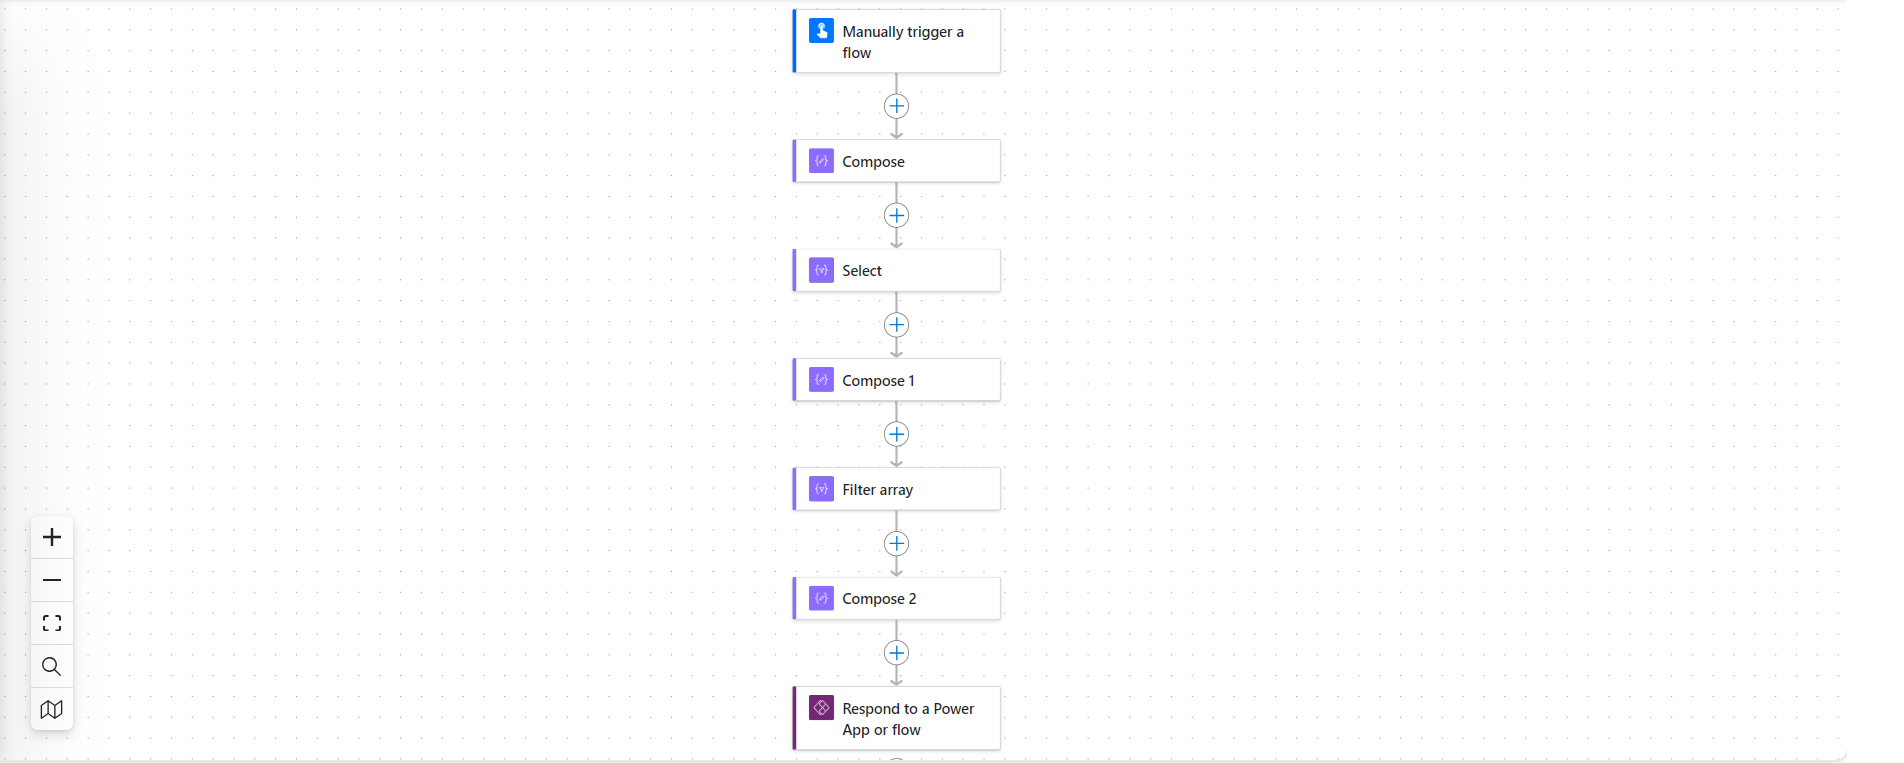 Manually trigger a
flow
Compose
Select
Compose 1
Filter array
Compose 2
Respond to a Power
App or flow